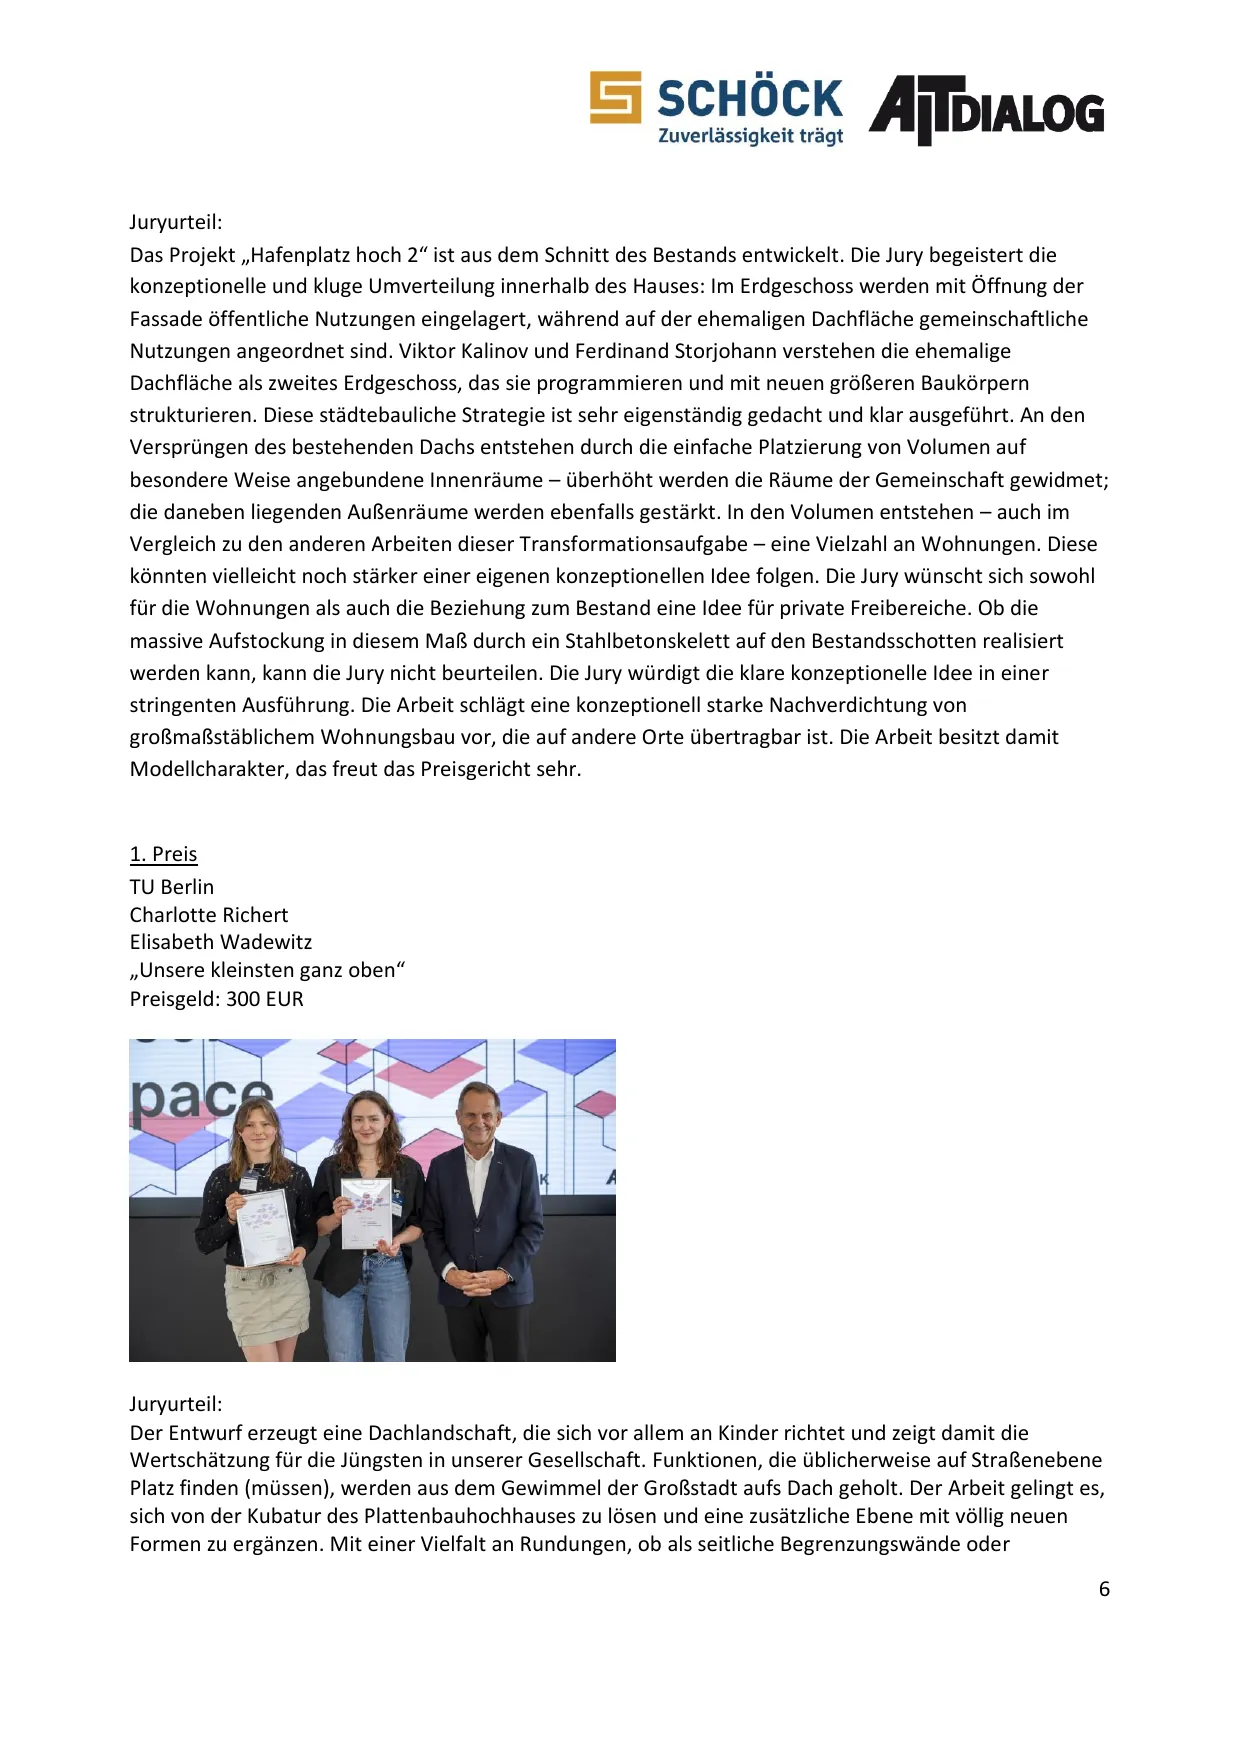 SCHÖCK
Zuverlässigkeit trägt
AITDIALOG
Juryurteil:
Das Projekt „Hafenplatz hoch 2“ ist aus dem Schnitt des Bestands entwickelt. Die Jury begeistert die
konzeptionelle und kluge Umverteilung innerhalb des Hauses: Im Erdgeschoss werden mit Öffnung der
Fassade öffentliche Nutzungen eingelagert, während auf der ehemaligen Dachfläche gemeinschaftliche
Nutzungen angeordnet sind. Viktor Kalinov und Ferdinand Storjohann verstehen die ehemalige
Dachfläche als zweites Erdgeschoss, das sie programmieren und mit neuen größeren Baukörpern
strukturieren. Diese städtebauliche Strategie ist sehr eigenständig gedacht und klar ausgeführt. An den
Versprüngen des bestehenden Dachs entstehen durch die einfache Platzierung von Volumen auf
besondere Weise angebundene Innenräume – überhöht werden die Räume der Gemeinschaft gewidmet;
die daneben liegenden Außenräume werden ebenfalls gestärkt. In den Volumen entstehen – auch im
Vergleich zu den anderen Arbeiten dieser Transformationsaufgabe – eine Vielzahl an Wohnungen. Diese
könnten vielleicht noch stärker einer eigenen konzeptionellen Idee folgen. Die Jury wünscht sich sowohl
für die Wohnungen als auch die Beziehung zum Bestand eine Idee für private Freibereiche. Ob die
massive Aufstockung in diesem Maß durch ein Stahlbetonskelett auf den Bestandsschotten realisiert
werden kann, kann die Jury nicht beurteilen. Die Jury würdigt die klare konzeptionelle Idee in einer
stringenten Ausführung. Die Arbeit schlägt eine konzeptionell starke Nachverdichtung von
großmaßstäblichem Wohnungsbau vor, die auf andere Orte übertragbar ist. Die Arbeit besitzt damit
Modellcharakter, das freut das Preisgericht sehr.
1. Preis
TU Berlin
Charlotte Richert
Elisabeth Wadewitz
„Unsere kleinsten ganz oben“
Preisgeld: 300 EUR
pace
Juryurteil:
Der Entwurf erzeugt eine Dachlandschaft, die sich vor allem an Kinder richtet und zeigt damit die
Wertschätzung für die Jüngsten in unserer Gesellschaft. Funktionen, die üblicherweise auf Straßenebene
Platz finden (müssen), werden aus dem Gewimmel der Großstadt aufs Dach geholt. Der Arbeit gelingt es,
sich von der Kubatur des Plattenbauhochhauses zu lösen und eine zusätzliche Ebene mit völlig neuen
Formen zu ergänzen. Mit einer Vielfalt an Rundungen, ob als seitliche Begrenzungswände oder
6